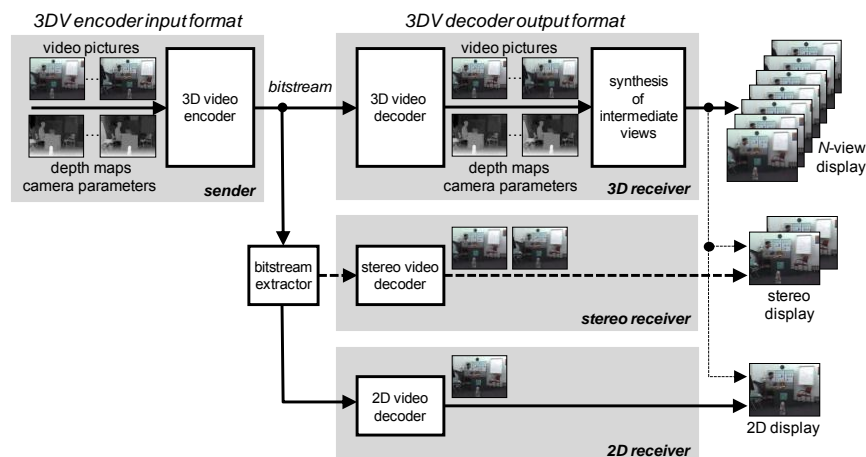 3DV encoder input format
3DV decoder output format
video pictures
3D video
encoder
depth maps
camera parameters
sender
bitstream
3D video
decoder
video pictures
depth maps
camera parameters
synthesis
of
intermediate
views
3D receiver
N-view
display
bitstream
extractor
stereo video
decoder
stereo receiver
stereo
display
2D video
decoder
2D receiver
2D display